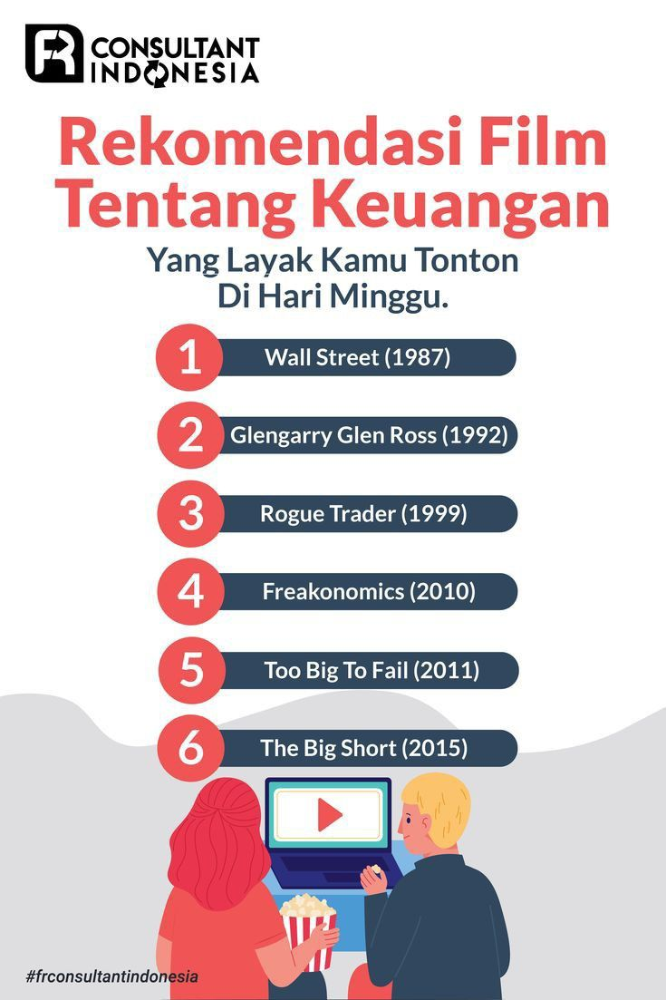 FR CONSULTANT
INDONESIA
Rekomendasi Film
Tentang Keuangan
Yang Layak Kamu Tonton
Di Hari Minggu.
1 Wall Street (1987)
2 Glengarry Glen Ross (1992)
3 Rogue Trader (1999)
4 Freakonomics (2010)
5 Too Big To Fail (2011)
6 The Big Short (2015)
#frconsultantindonesia